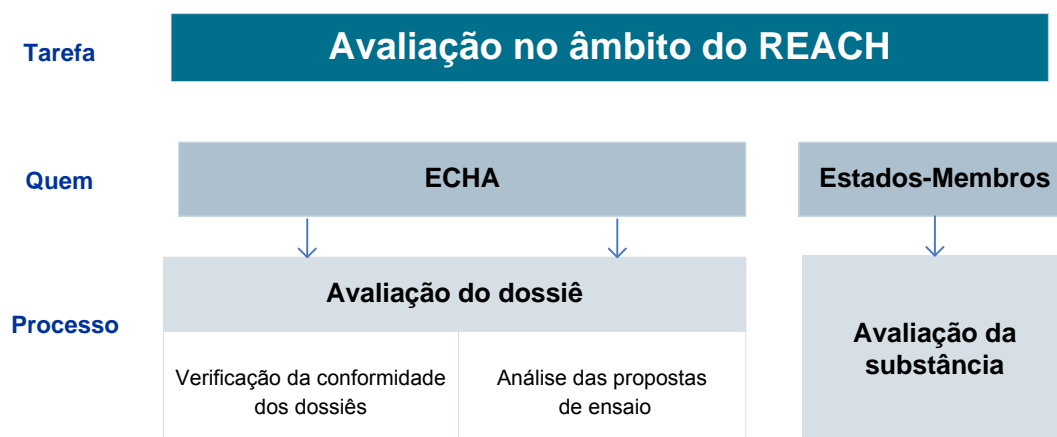 Tarefa
Avaliação no âmbito do REACH
Quem
ECHA
Estados-Membros
Processo
Avaliação do dossiê
Verificação da conformidade
dos dossiês
Análise das propostas
de ensaio
Avaliação da
substância